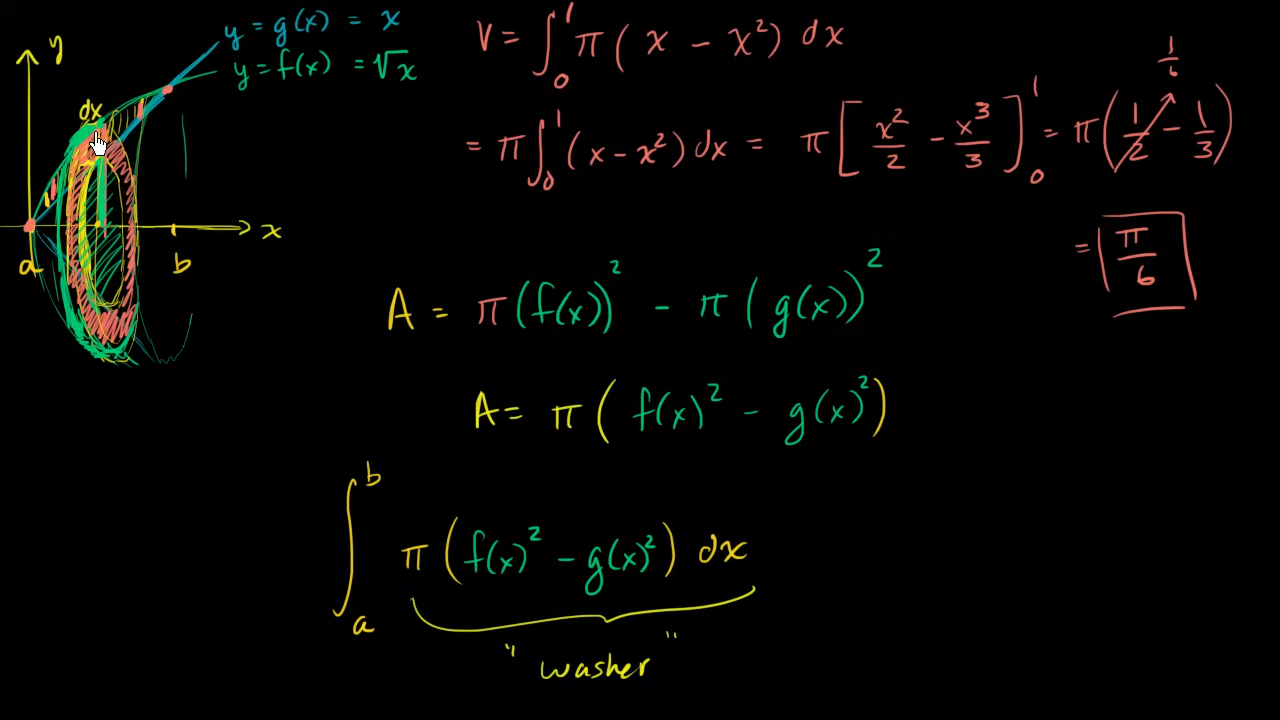 y = g(x) = x
y = f(x) = √x
y
dx
x
a
b
V = ∫₀¹ π( x - x²) dx
= π ∫₀¹ (x - x²) dx = π [ x²/2 - x³/3 ]₀¹ = π( 1/2 - 1/3 )
1/6
= π/6
A = π(f(x))² - π( g(x))²
A = π( f(x)² - g(x)²)
∫ₐᵇ π( f(x)² - g(x)²) dx
" washer "